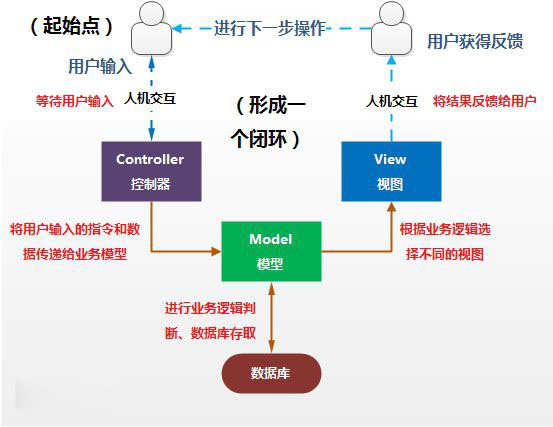 （起始点）
进行下一步操作
用户输入
用户获得反馈
等待用户输入
人机交互
（形成一
个闭环）
人机交互
将结果反馈给用户
Controller
控制器
View
视图
将用户输入的指令和数
据传递给业务模型
Model
模型
根据业务逻辑选
择不同的视图
进行业务逻辑判
断、数据库存取
数据库